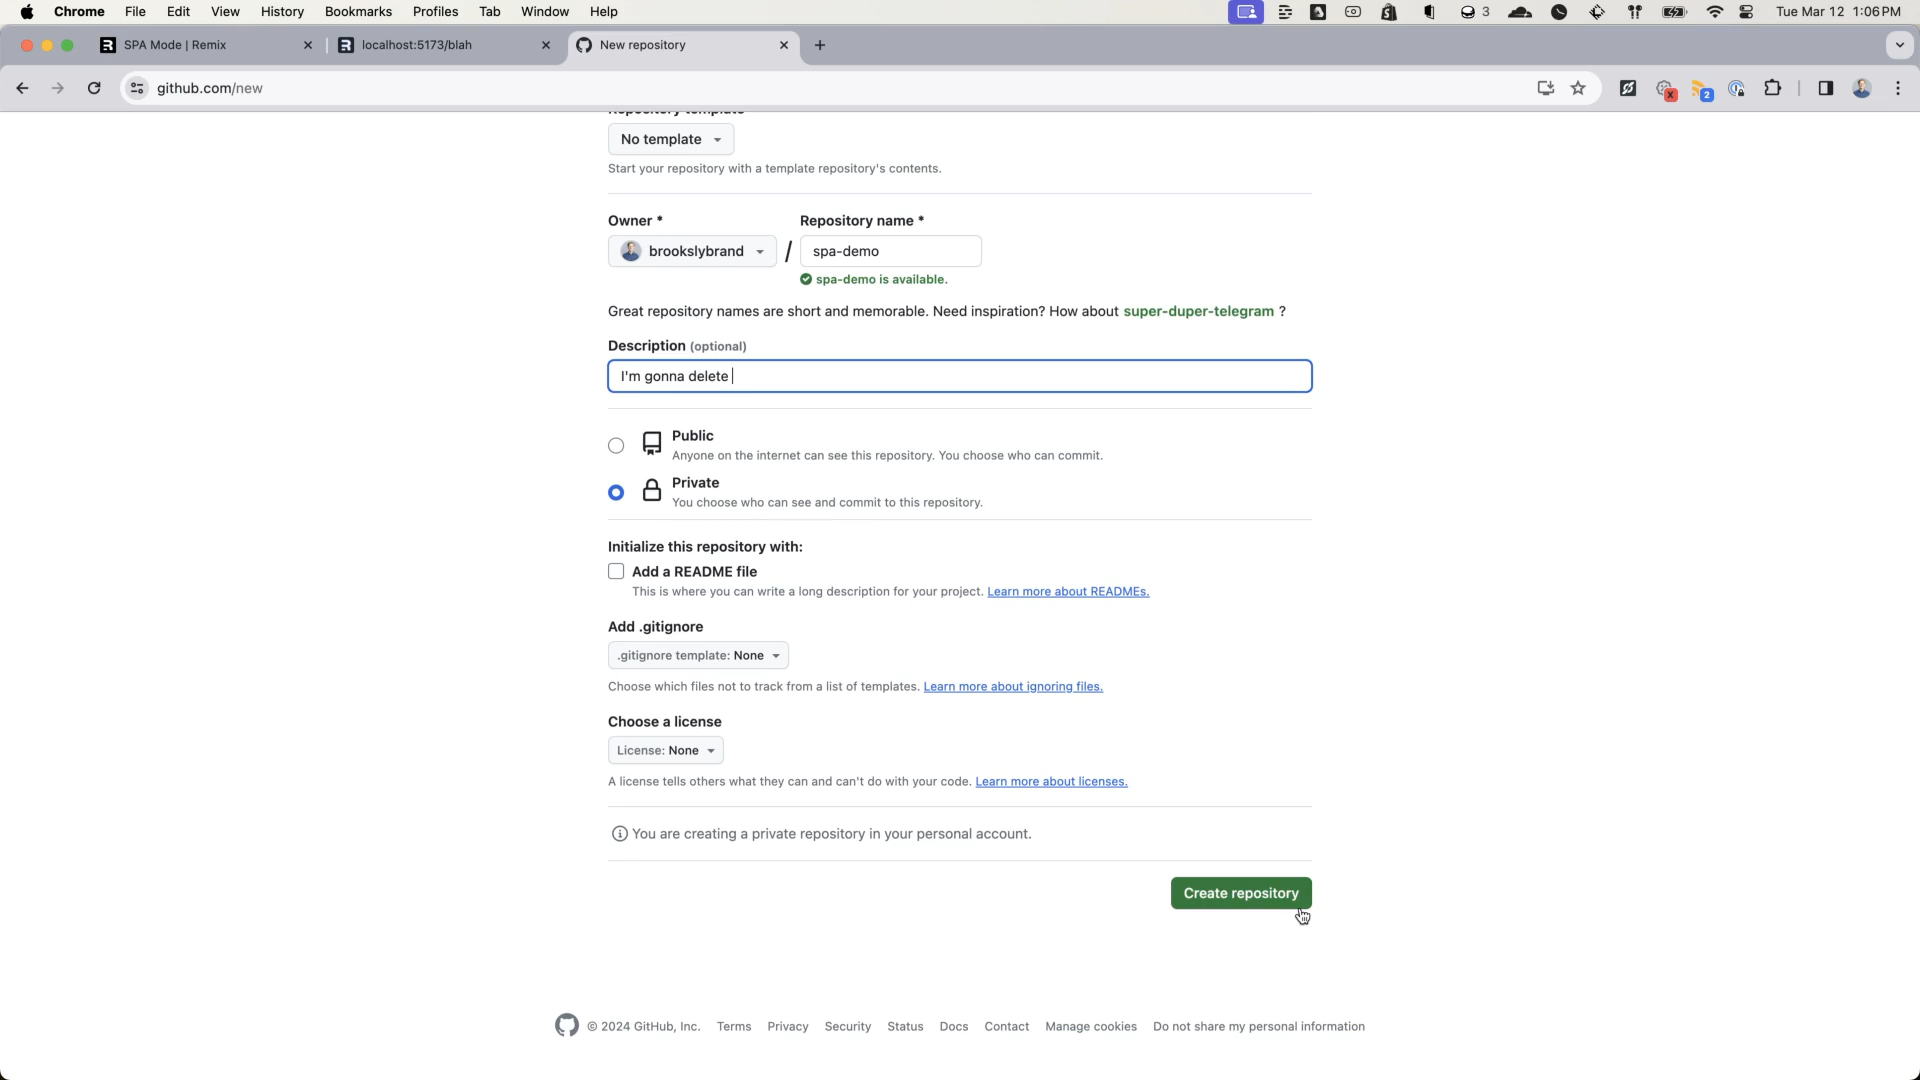 Chrome File Edit View History Bookmarks Profiles Tab Window Help 3 Tue Mar 12 1:06 PM
SPA Mode | Remix localhost:5173/blah New repository
github.com/new 2
Repository template
No template
Start your repository with a template repository's contents.
Owner * Repository name *
brookslybrand / spa-demo
spa-demo is available.
Great repository names are short and memorable. Need inspiration? How about super-duper-telegram ?
Description (optional)
I'm gonna delete
Public
Anyone on the internet can see this repository. You choose who can commit.
Private
You choose who can see and commit to this repository.
Initialize this repository with:
Add a README file
This is where you can write a long description for your project. Learn more about READMEs.
Add .gitignore
.gitignore template: None
Choose which files not to track from a list of templates. Learn more about ignoring files.
Choose a license
License: None
A license tells others what they can and can't do with your code. Learn more about licenses.
You are creating a private repository in your personal account.
Create repository
© 2024 GitHub, Inc. Terms Privacy Security Status Docs Contact Manage cookies Do not share my personal information